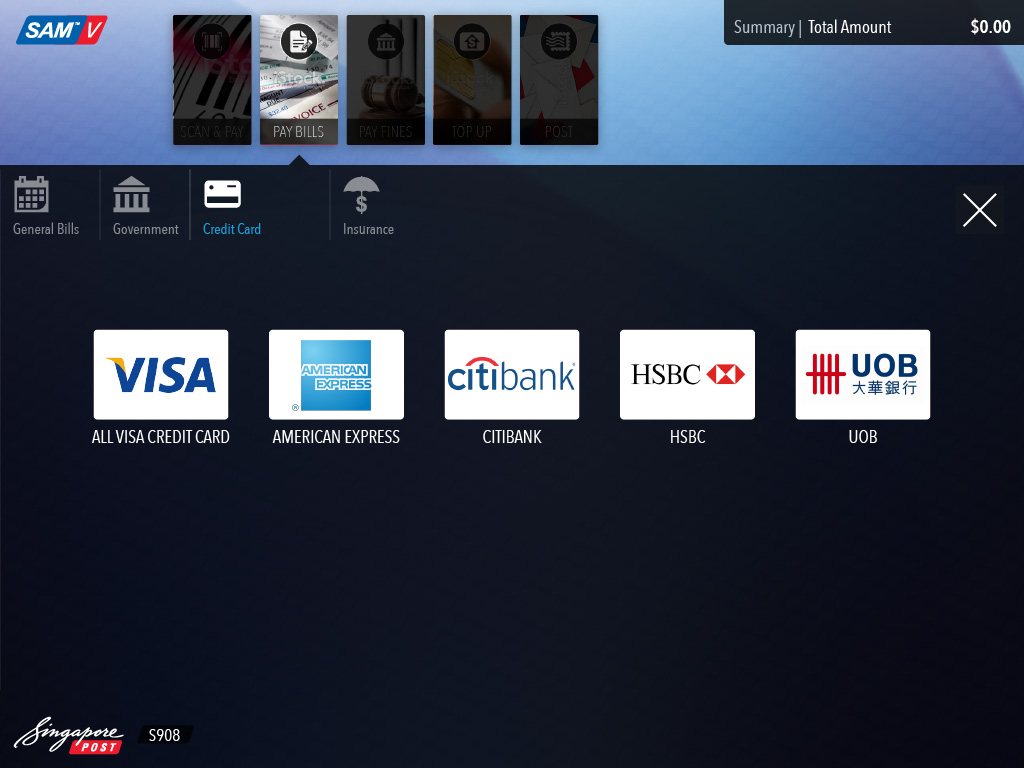 SAM™ V
Summary | Total Amount $0.00
iStock
INVOICE
SCAN & PAY
PAY BILLS
PAY FINES
TOP UP
POST
General Bills
Government
Credit Card
Insurance
VISA
AMERICAN EXPRESS
®
citibank®
HSBC
UOB
大華銀行
ALL VISA CREDIT CARD
AMERICAN EXPRESS
CITIBANK
HSBC
UOB
Singapore
POST
S908